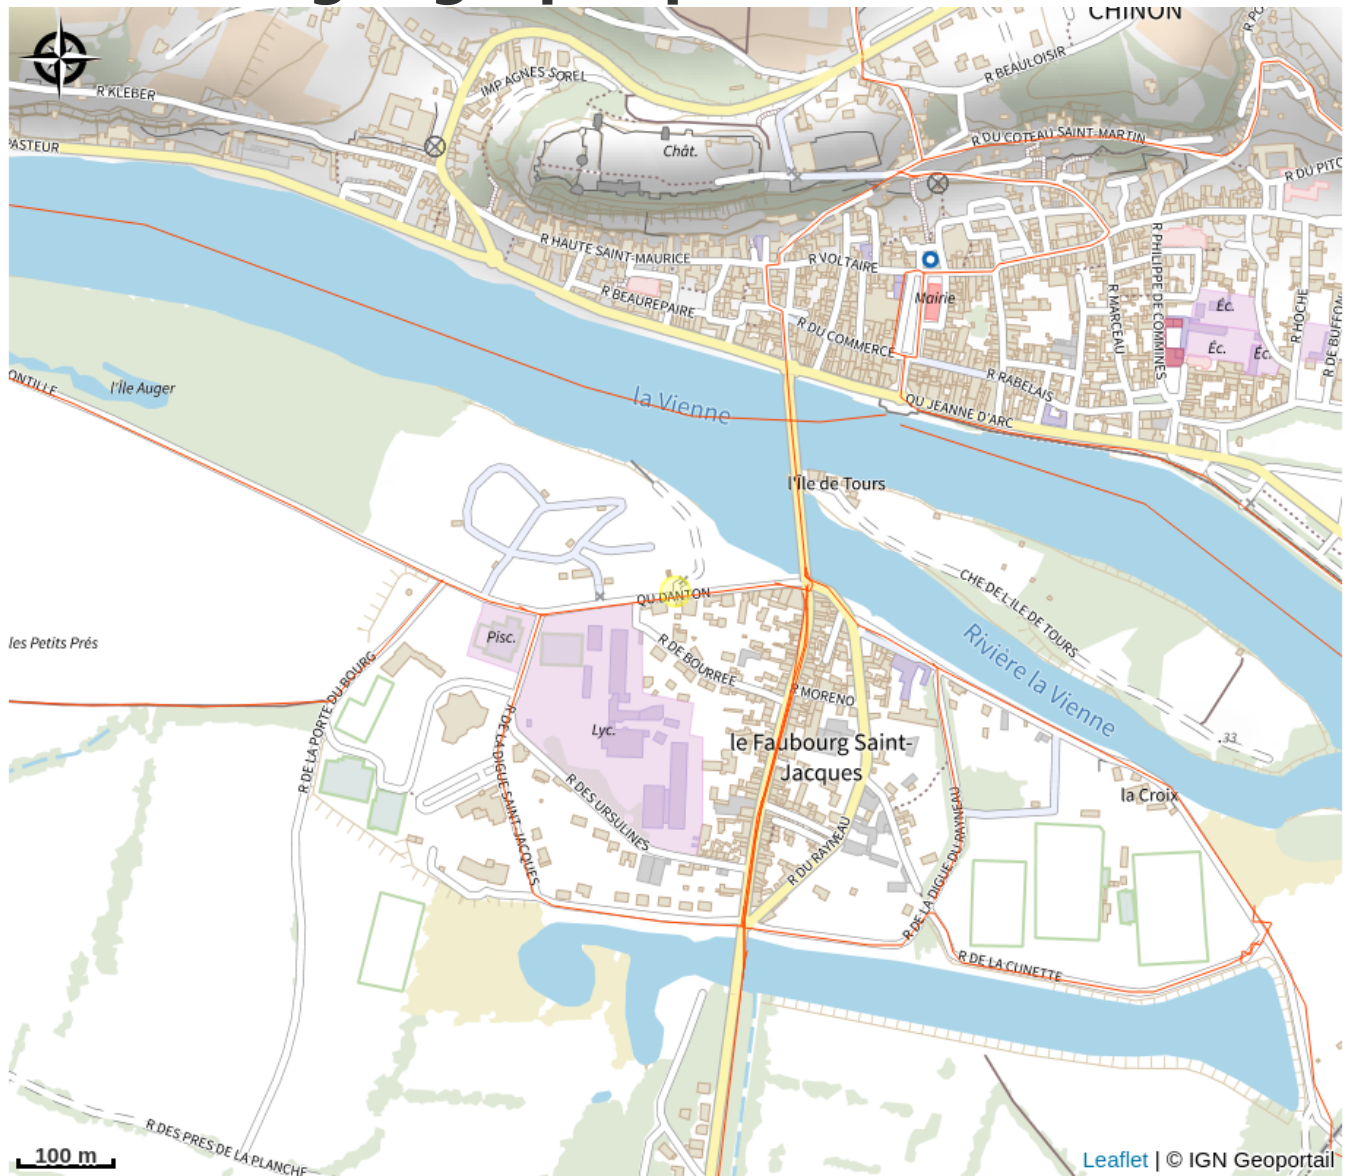 CHINON
R BEAULOISIR
IMP AGNES SOREL
R KLEBER
R DU COTEAU SAINT-MARTIN
PASTEUR
Chât.
R DU PITO
R HAUTE SAINT-MAURICE
R VOLTAIRE
R PHILIPPE DE COMMINES
R BEAUREPAIRE
Mairie
R MARCEAU
R HOCHE
R DE BUFFON
Éc.
R DU COMMERCE
Éc.
Éc.
R RABELAIS
ONTILLE
l'Île Auger
la Vienne
QU JEANNE D'ARC
l'Île de Tours
CHE DE L-ILE DE TOURS
QU DANTON
les Petits Prés
Pisc.
R DE BOURREE
Rivière la Vienne
R DE LA PORTE DU BOURG
R MORENO
R DE LA DIGUE SAINT-JACQUES
Lyc.
le Faubourg Saint-
Jacques
.33
R DES URSULINES
la Croix
R DU RAYNEAU
R DE LA DIGUE DU RAYNEAU
R DE LA CUNETTE
R DES PRES DE LA PLANCHE
100 m
Leaflet | © IGN Geoportail